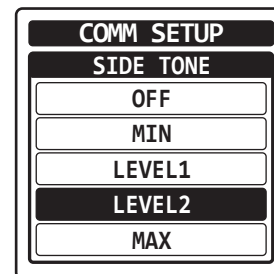 COMM SETUP
SIDE TONE
OFF
MIN
LEVEL1
LEVEL2
MAX